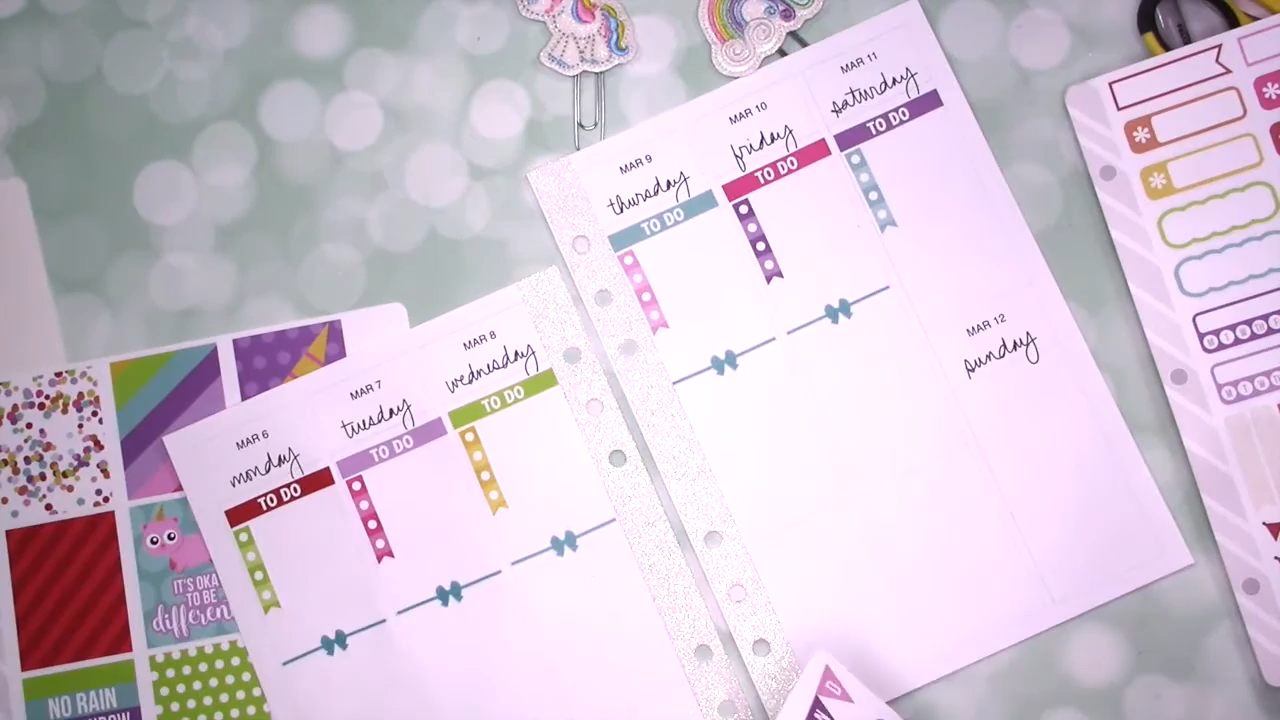 MAR 6
monday
TO DO
MAR 7
tuesday
TO DO
MAR 8
wednesday
TO DO
MAR 9
thursday
TO DO
MAR 10
friday
TO DO
MAR 11
saturday
TO DO
MAR 12
sunday
IT'S OKA
TO BE
differen
NO RAIN